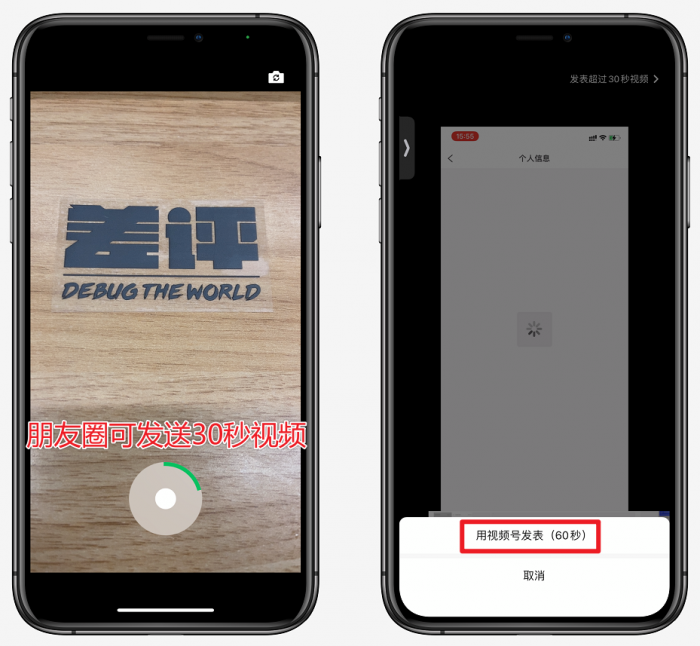 差评
DEBUG THE WORLD
朋友圈可发送30秒视频
发表超过30秒视频
15:55
个人信息
用视频号发表（60秒）
取消